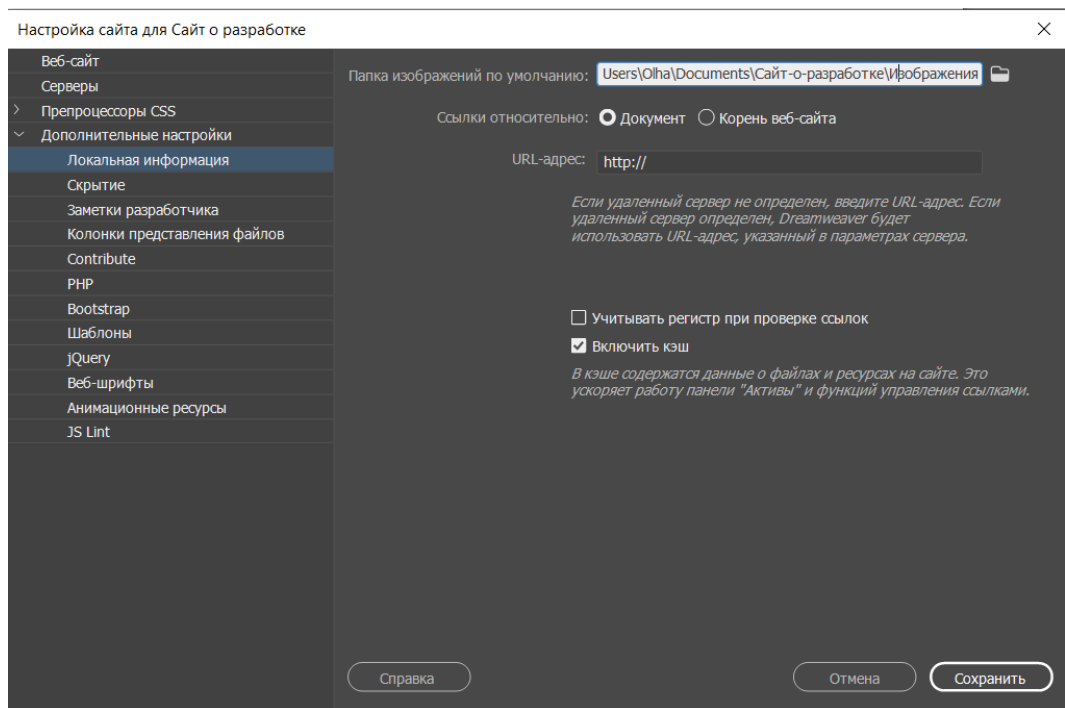 Настройка сайта для Сайт о разработке
Веб-сайт
Серверы
Препроцессоры CSS
Дополнительные настройки
Локальная информация
Скрытие
Заметки разработчика
Колонки представления файлов
Contribute
PHP
Bootstrap
Шаблоны
jQuery
Веб-шрифты
Анимационные ресурсы
JS Lint
Папка изображений по умолчанию: Users\Olha\Documents\Сайт-о-разработке\Изображения
Ссылки относительно: Документ Корень веб-сайта
URL-адрес: http://
Если удаленный сервер не определен, введите URL-адрес. Если
удаленный сервер определен, Dreamweaver будет
использовать URL-адрес, указанный в параметрах сервера.
Учитывать регистр при проверке ссылок
Включить кэш
В кэше содержатся данные о файлах и ресурсах на сайте. Это
ускоряет работу панели "Активы" и функций управления ссылками.
Справка
Отмена
Сохранить